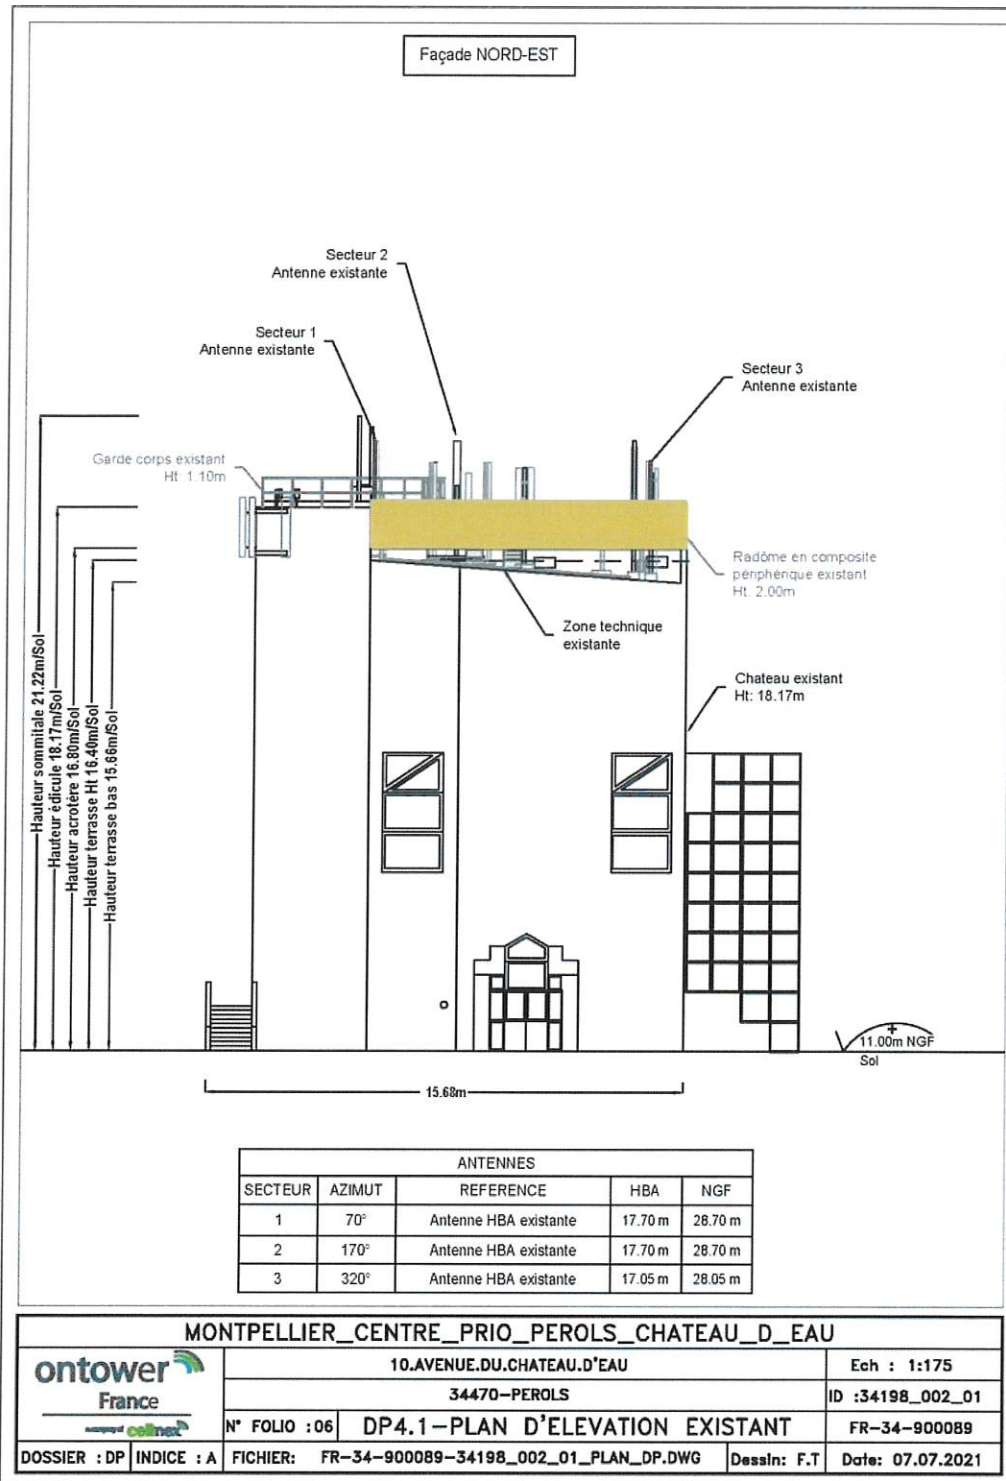 Façade NORD-EST
Secteur 2
Antenne existante
Secteur 1
Antenne existante
Secteur 3
Antenne existante
Garde corps existant
Ht: 1.10m
Radôme en composite
périphérique existant
Ht: 2.00m
Zone technique
existante
Chateau existant
Ht: 18.17m
Hauteur sommitale 21.22m/Sol
Hauteur édicule 18.17m/Sol
Hauteur acrotère 16.80m/Sol
Hauteur terrasse Ht 16.40m/Sol
Hauteur terrasse bas 15.66m/Sol
11.00m NGF
Sol
15.68m
ANTENNES
SECTEUR AZIMUT REFERENCE HBA NGF
1 70° Antenne HBA existante 17.70 m 28.70 m
2 170° Antenne HBA existante 17.70 m 28.70 m
3 320° Antenne HBA existante 17.05 m 28.05 m
MONTPELLIER_CENTRE_PRIO_PEROLS_CHATEAU_D_EAU
ontower
France
cellnex
10.AVENUE.DU.CHATEAU.D'EAU
Ech : 1:175
34470-PEROLS
ID :34198_002_01
N° FOLIO :06
DP4.1-PLAN D'ELEVATION EXISTANT
FR-34-900089
DOSSIER : DP
INDICE : A
FICHIER: FR-34-900089-34198_002_01_PLAN_DP.DWG
Dessin: F.T
Date: 07.07.2021